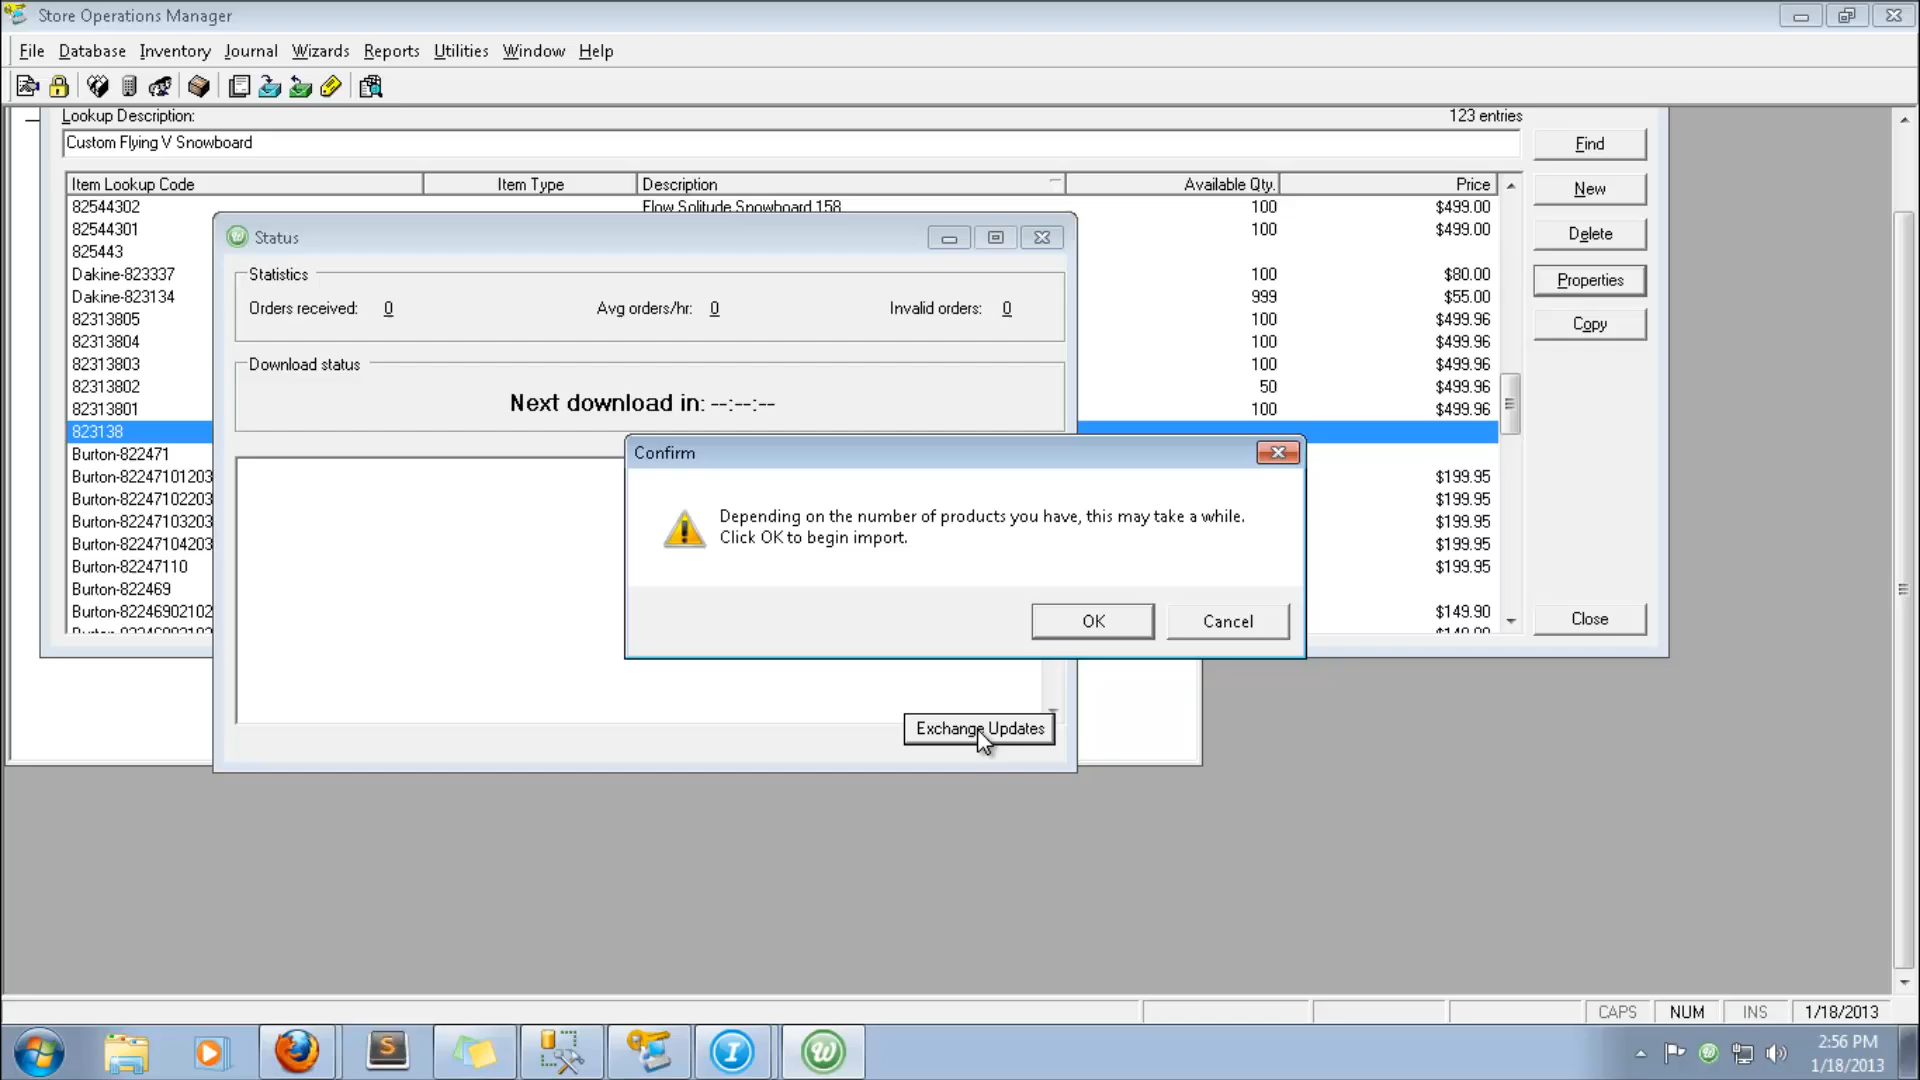 Store Operations Manager
File Database Inventory Journal Wizards Reports Utilities Window Help
Lookup Description:
123 entries
Custom Flying V Snowboard
Find
Item Lookup Code Item Type Description Available Qty. Price
New
82544302 Flow Solitude Snowboard 158 100 $499.00
82544301 100 $499.00
Delete
825443
Dakine-823337 100 $80.00
Properties
Dakine-823134 999 $55.00
82313805 100 $499.96
Copy
82313804 100 $499.96
82313803 100 $499.96
82313802 50 $499.96
82313801 100 $499.96
823138
Burton-822471
Burton-82247101203 $199.95
Burton-82247102203 $199.95
Burton-82247103203 $199.95
Burton-82247104203 $199.95
Burton-82247110 $199.95
Burton-822469
Burton-82246902102 $149.90
Close
Status
Statistics
Orders received: 0 Avg orders/hr: 0 Invalid orders: 0
Download status
Next download in: --:--:--
Exchange Updates
Confirm
Depending on the number of products you have, this may take a while.
Click OK to begin import.
OK Cancel
CAPS NUM INS 1/18/2013
2:56 PM
1/18/2013